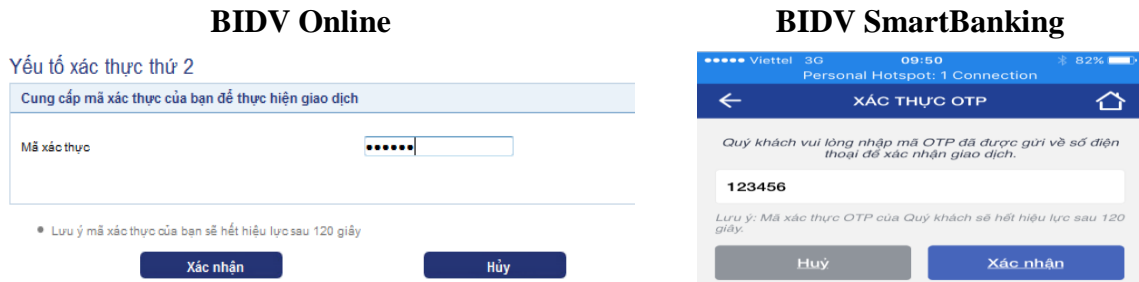 BIDV Online
Yếu tố xác thực thứ 2
Cung cấp mã xác thực của bạn để thực hiện giao dịch
Mã xác thực
••••••
Lưu ý mã xác thực của bạn sẽ hết hiệu lực sau 120 giây
Xác nhận
Hủy
BIDV SmartBanking
Viettel 3G 09:50 82%
Personal Hotspot: 1 Connection
XÁC THỰC OTP
Quý khách vui lòng nhập mã OTP đã được gửi về số điện
thoại để xác nhận giao dịch.
123456
Lưu ý: Mã xác thực OTP của Quý khách sẽ hết hiệu lực sau 120
giây.
Huỷ
Xác nhận